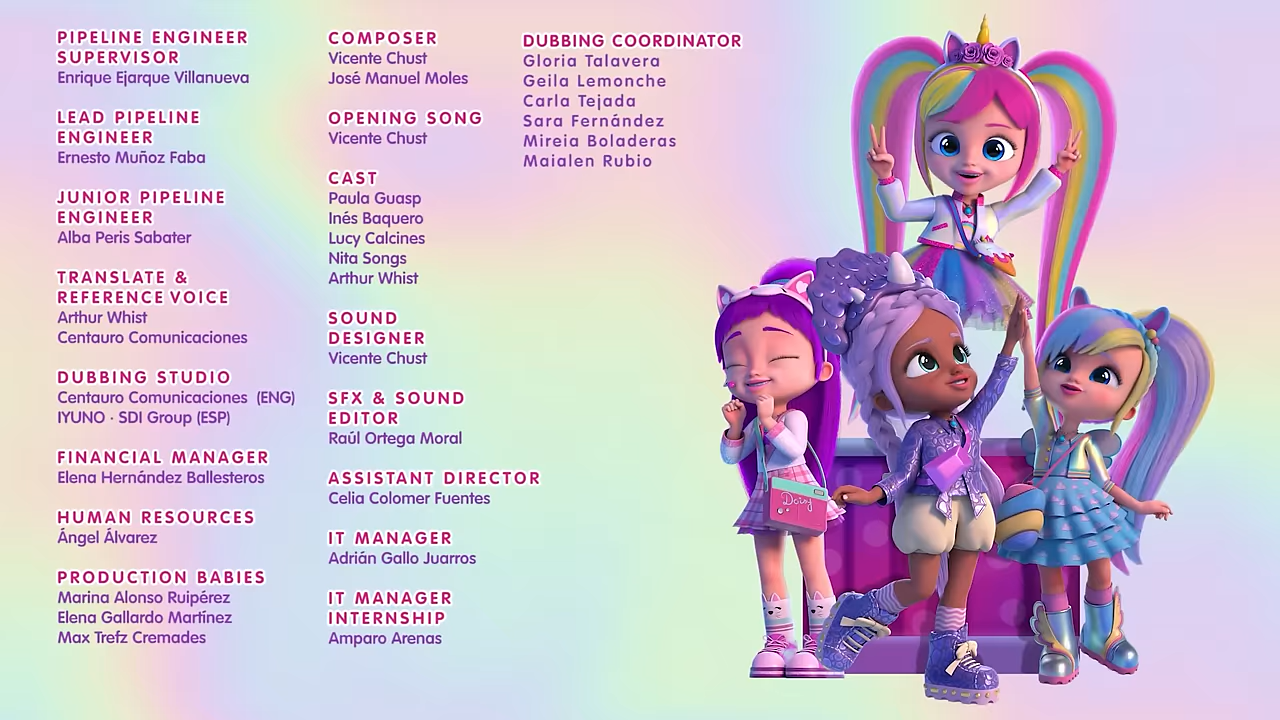 PIPELINE ENGINEER
SUPERVISOR
Enrique Ejarque Villanueva
LEAD PIPELINE
ENGINEER
Ernesto Muñoz Faba
JUNIOR PIPELINE
ENGINEER
Alba Peris Sabater
TRANSLATE &
REFERENCE VOICE
Arthur Whist
Centauro Comunicaciones
DUBBING STUDIO
Centauro Comunicaciones (ENG)
IYUNO · SDI Group (ESP)
FINANCIAL MANAGER
Elena Hernández Ballesteros
HUMAN RESOURCES
Ángel Álvarez
PRODUCTION BABIES
Marina Alonso Ruipérez
Elena Gallardo Martínez
Max Trefz Cremades
COMPOSER
Vicente Chust
José Manuel Moles
OPENING SONG
Vicente Chust
CAST
Paula Guasp
Inés Baquero
Lucy Calcines
Nita Songs
Arthur Whist
SOUND
DESIGNER
Vicente Chust
SFX & SOUND
EDITOR
Raúl Ortega Moral
ASSISTANT DIRECTOR
Celia Colomer Fuentes
IT MANAGER
Adrián Gallo Juarros
IT MANAGER
INTERNSHIP
Amparo Arenas
DUBBING COORDINATOR
Gloria Talavera
Geila Lemonche
Carla Tejada
Sara Fernández
Mireia Boladeras
Maialen Rubio
Daisy